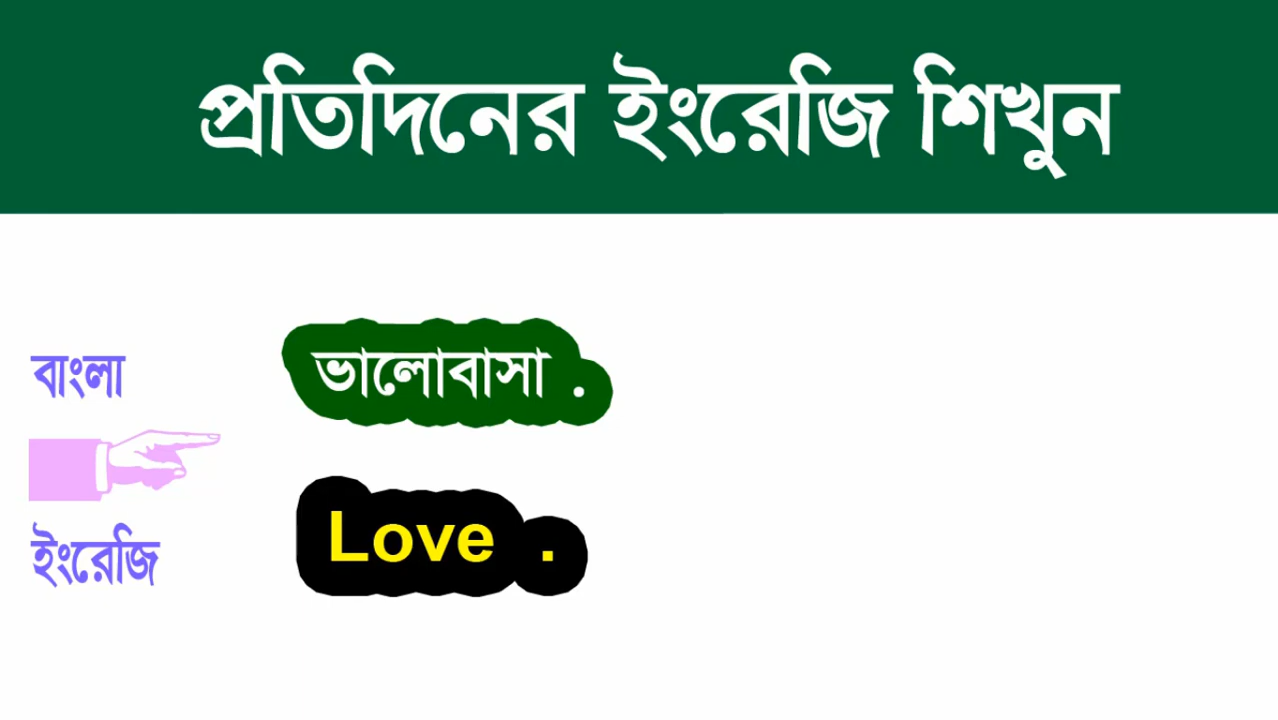 প্রতিদিনের ইংরেজি শিখুন
বাংলা
ভালোবাসা .
ইংরেজি
Love .